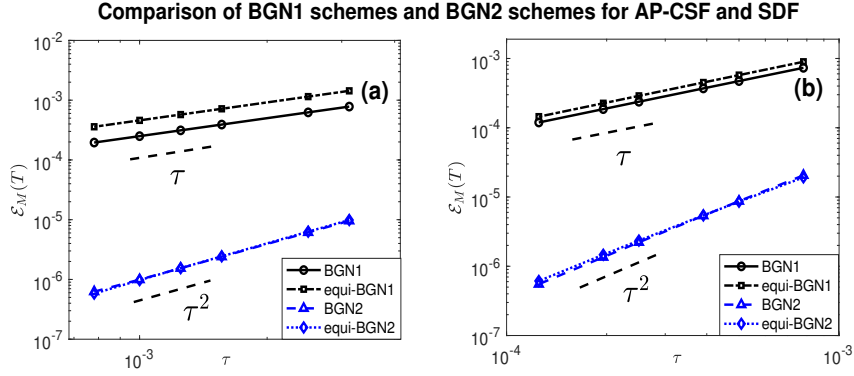 Comparison of BGN1 schemes and BGN2 schemes for AP-CSF and SDF
(a)
10^-2
10^-3
10^-4
10^-5
10^-6
10^-7
ℰ_M(T)
τ
τ^2
BGN1
equi-BGN1
BGN2
equi-BGN2
10^-3
τ
(b)
10^-2
10^-3
10^-4
10^-5
10^-6
10^-7
ℰ_M(T)
τ
τ^2
BGN1
equi-BGN1
BGN2
equi-BGN2
10^-4
τ
10^-3